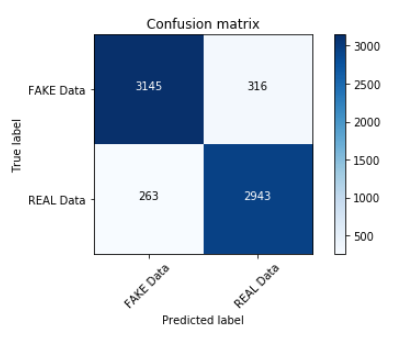 Confusion matrix
True label
FAKE Data
3145
316
REAL Data
263
2943
FAKE Data
REAL Data
Predicted label
3000
2500
2000
1500
1000
500